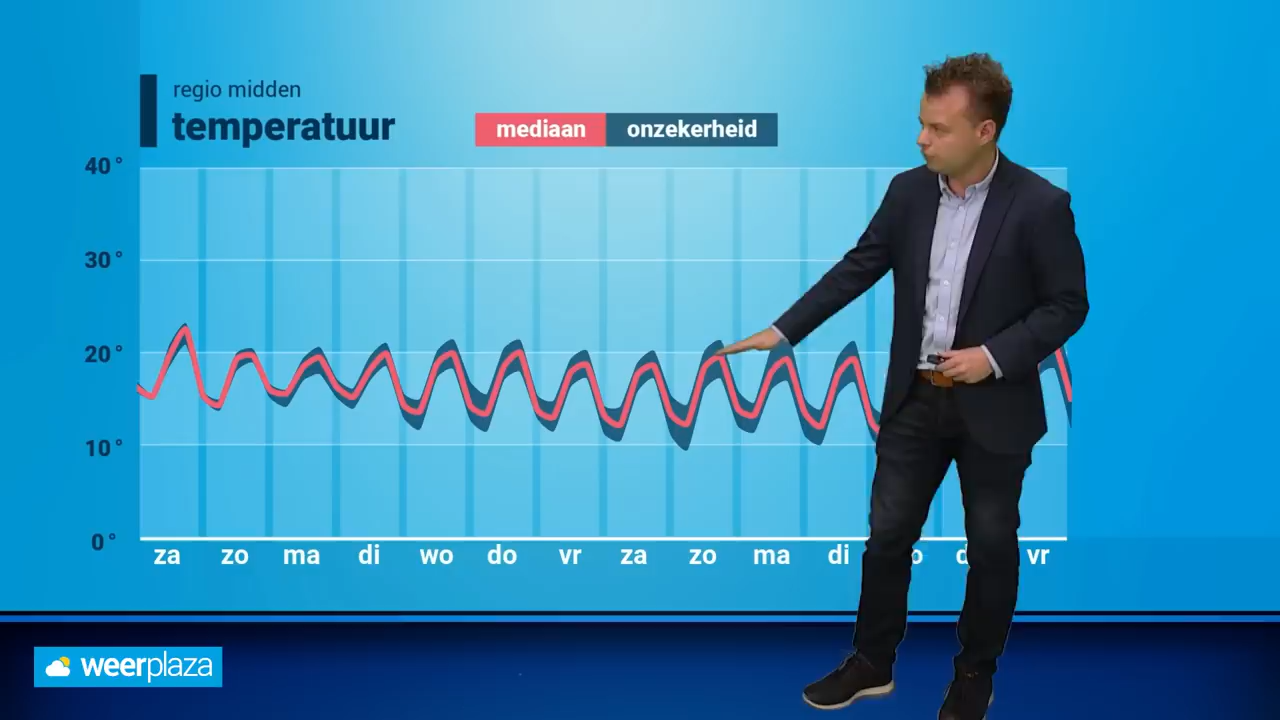 regio midden
temperatuur
mediaan onzekerheid
40°
30°
20°
10°
0°
za zo ma di wo do vr za zo ma di vr
weerplaza